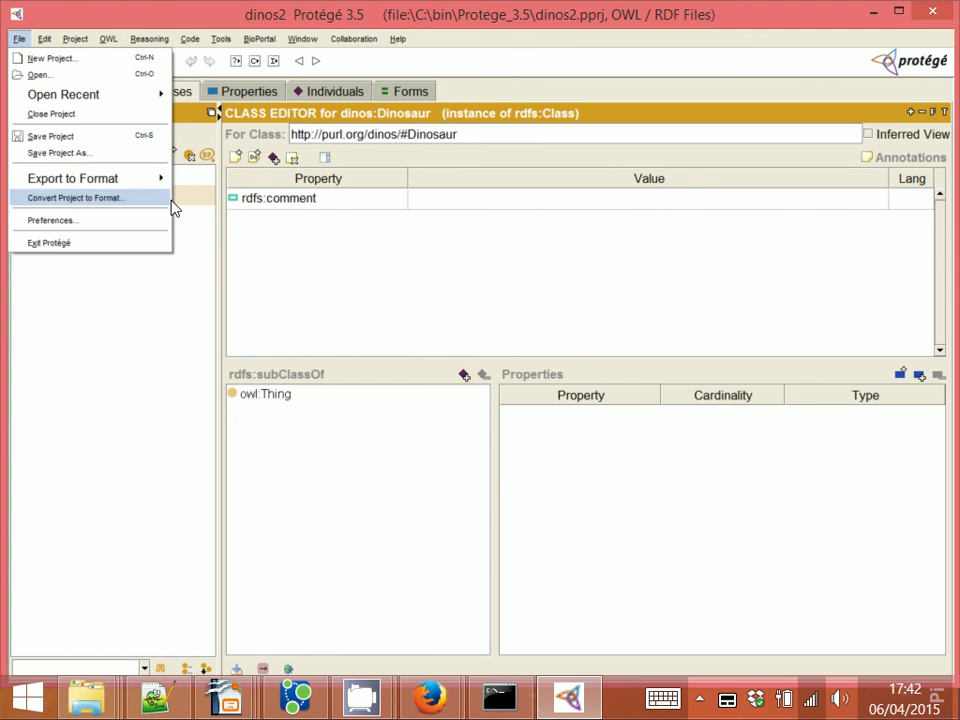 dinos2 Protégé 3.5 (file:\C:\bin\Protege_3.5\dinos2.pprj, OWL / RDF Files)
File Edit Project OWL Reasoning Code Tools BioPortal Window Collaboration Help
New Project... Ctrl-N
Open... Ctrl-O
Open Recent
Close Project
Save Project Ctrl-S
Save Project As...
Export to Format
Convert Project to Format...
Preferences...
Exit Protégé
protégé
ses Properties Individuals Forms
CLASS EDITOR for dinos:Dinosaur (instance of rdfs:Class)
+ − F T
For Class: http://purl.org/dinos/#Dinosaur Inferred View
Annotations
Property Value Lang
rdfs:comment
rdfs:subClassOf
owl:Thing
Properties
Property Cardinality Type
17:42
06/04/2015